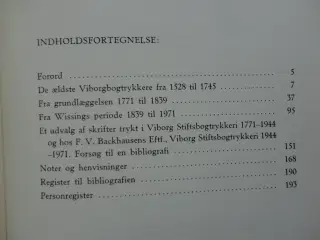 INDHOLDSFORTEGNELSE:
Forord 5
De ældste Viborgbogtrykkere fra 1528 til 1745 7
Fra grundlæggelsen 1771 til 1839 37
Fra Wissings periode 1839 til 1971 95
Et udvalg af skrifter trykt i Viborg Stiftsbogtrykkeri 1771-1944
og hos F. V. Backhausens Eftf., Viborg Stiftsbogtrykkeri 1944
-1971. Forsøg til en bibliografi 151
Noter og henvisninger 168
Register til bibliografien 190
Personregister 193